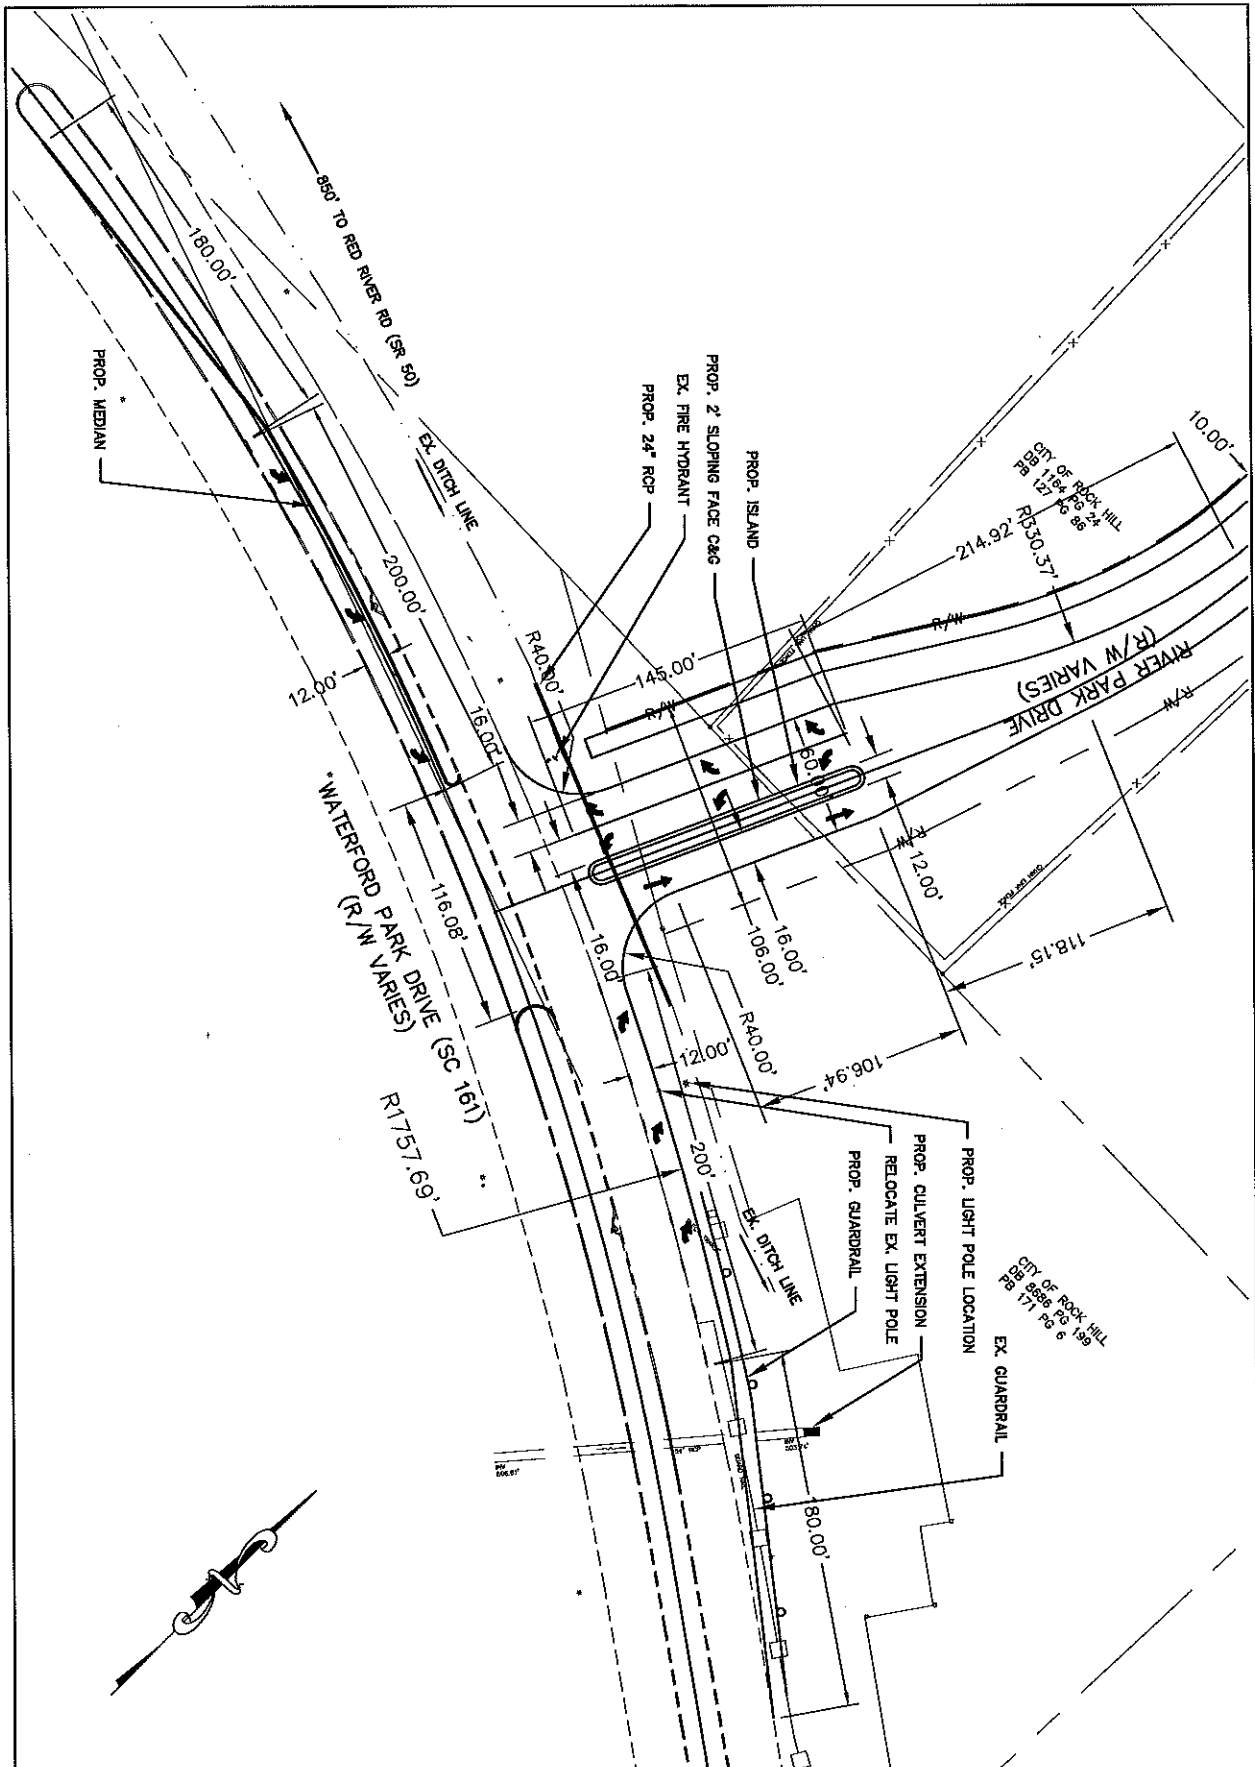 850' TO RED RIVER RD (SR 50)
180.00'
PROP. MEDIAN
EX. DITCH LINE
200.00'
12.00'
PROP. 24" RCP
EX. FIRE HYDRANT
PROP. 2' SLOPING FACE C&G
PROP. ISLAND
R40.00'
145.00'
16.00'
R/W
10.00'
CITY OF ROCK HILL
DB 1164 PG 24
PB 127 PG 86
214.92'
R330.37'
R/W
RIVER PARK DRIVE
(R/W VARIES)
R/W
60.00'
R/W
R/W
12.00'
118.15'
16.00'
106.00'
16.00'
R40.00'
106.94'
116.08'
WATERFORD PARK DRIVE (SC 161)
(R/W VARIES)
R1757.69'
12.00'
200'
EX. DITCH LINE
PROP. GUARDRAIL
RELOCATE EX. LIGHT POLE
PROP. CULVERT EXTENSION
PROP. LIGHT POLE LOCATION
EX. GUARDRAIL
CITY OF ROCK HILL
DB 8686 PG 199
PB 171 PG 6
180.00'
N